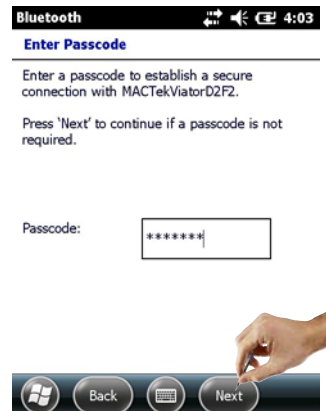 Bluetooth 4:03
Enter Passcode
Enter a passcode to establish a secure
connection with MACTekViatorD2F2.
Press `Next' to continue if a passcode is not
required.
Passcode: *******
Back Next